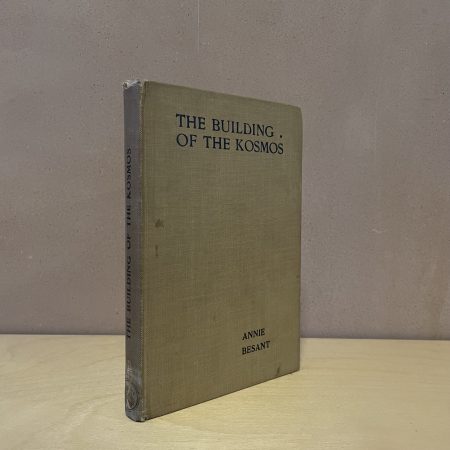 THE BUILDING .
OF THE KOSMOS
ANNIE
BESANT
THE BUILDING OF THE KOSMOS